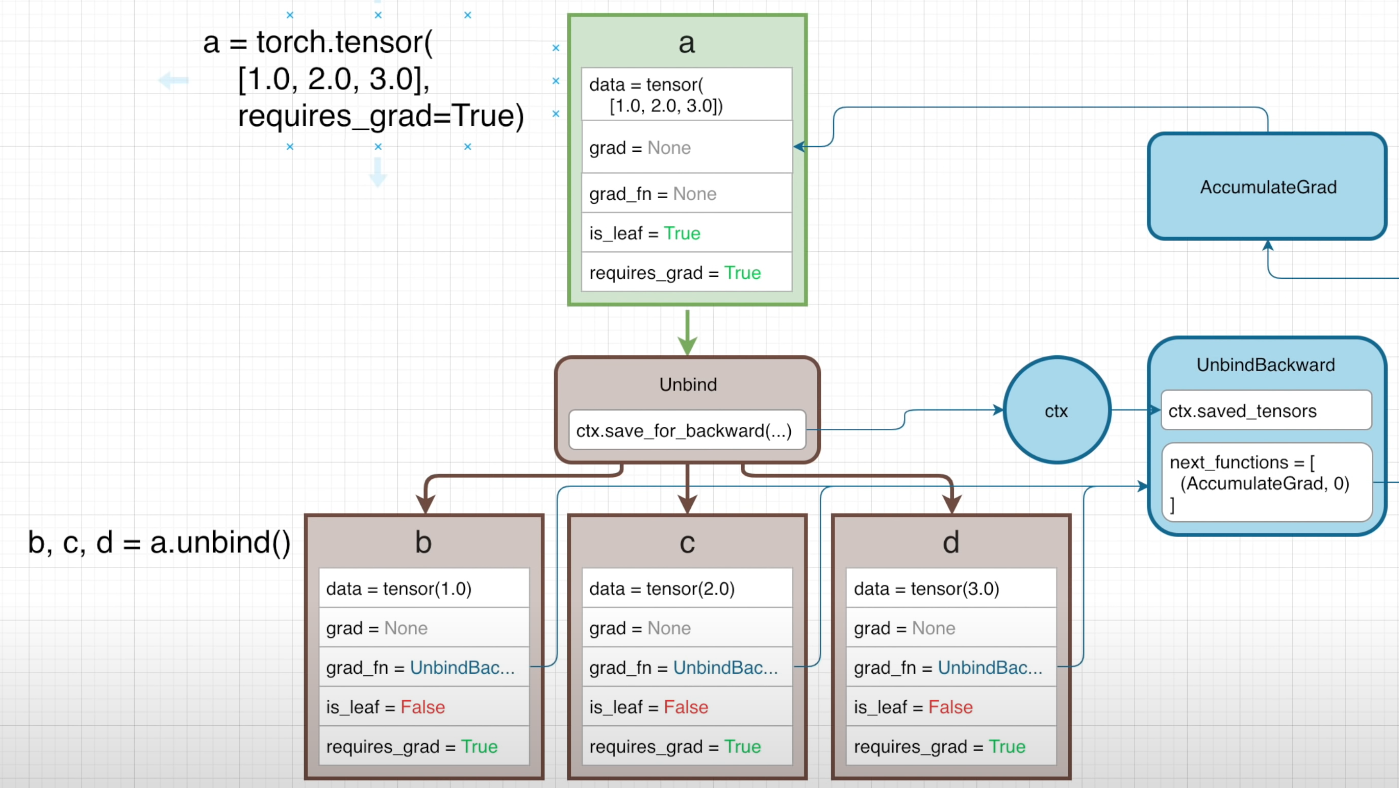 a = torch.tensor(
[1.0, 2.0, 3.0],
requires_grad=True)
a
data = tensor(
[1.0, 2.0, 3.0])
grad = None
grad_fn = None
is_leaf = True
requires_grad = True
AccumulateGrad
Unbind
ctx.save_for_backward(...)
ctx
UnbindBackward
ctx.saved_tensors
next_functions = [
(AccumulateGrad, 0)
]
b, c, d = a.unbind()
b
data = tensor(1.0)
grad = None
grad_fn = UnbindBac...
is_leaf = False
requires_grad = True
c
data = tensor(2.0)
grad = None
grad_fn = UnbindBac...
is_leaf = False
requires_grad = True
d
data = tensor(3.0)
grad = None
grad_fn = UnbindBac...
is_leaf = False
requires_grad = True